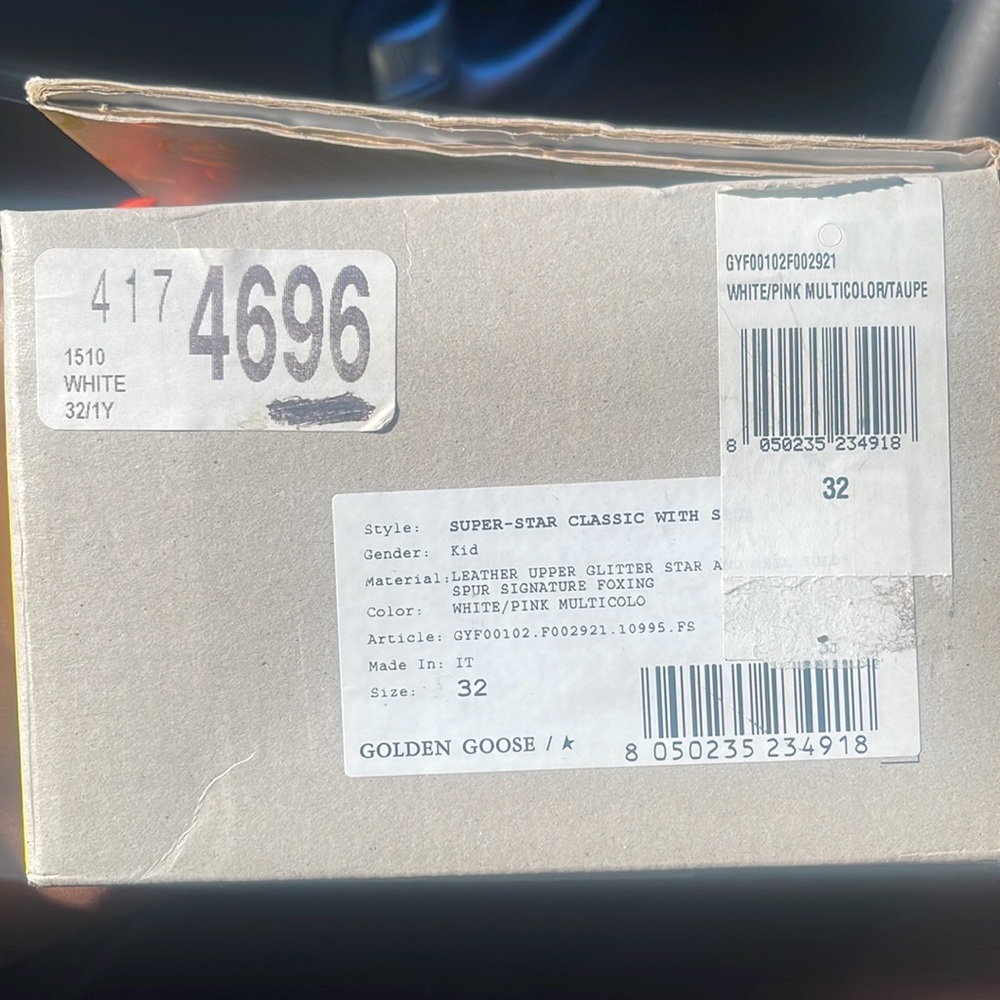 417 4696
1510
WHITE
32/1Y
GYF00102F002921
WHITE/PINK MULTICOLOR/TAUPE
8 050235 234918
32
Style: SUPER-STAR CLASSIC WITH S
Gender: Kid
Material: LEATHER UPPER GLITTER STAR A
SPUR SIGNATURE FOXING
Color: WHITE/PINK MULTICOLO
Article: GYF00102.F002921.10995.FS
Made In: IT
Size: 32
GOLDEN GOOSE /
8 050235 234918